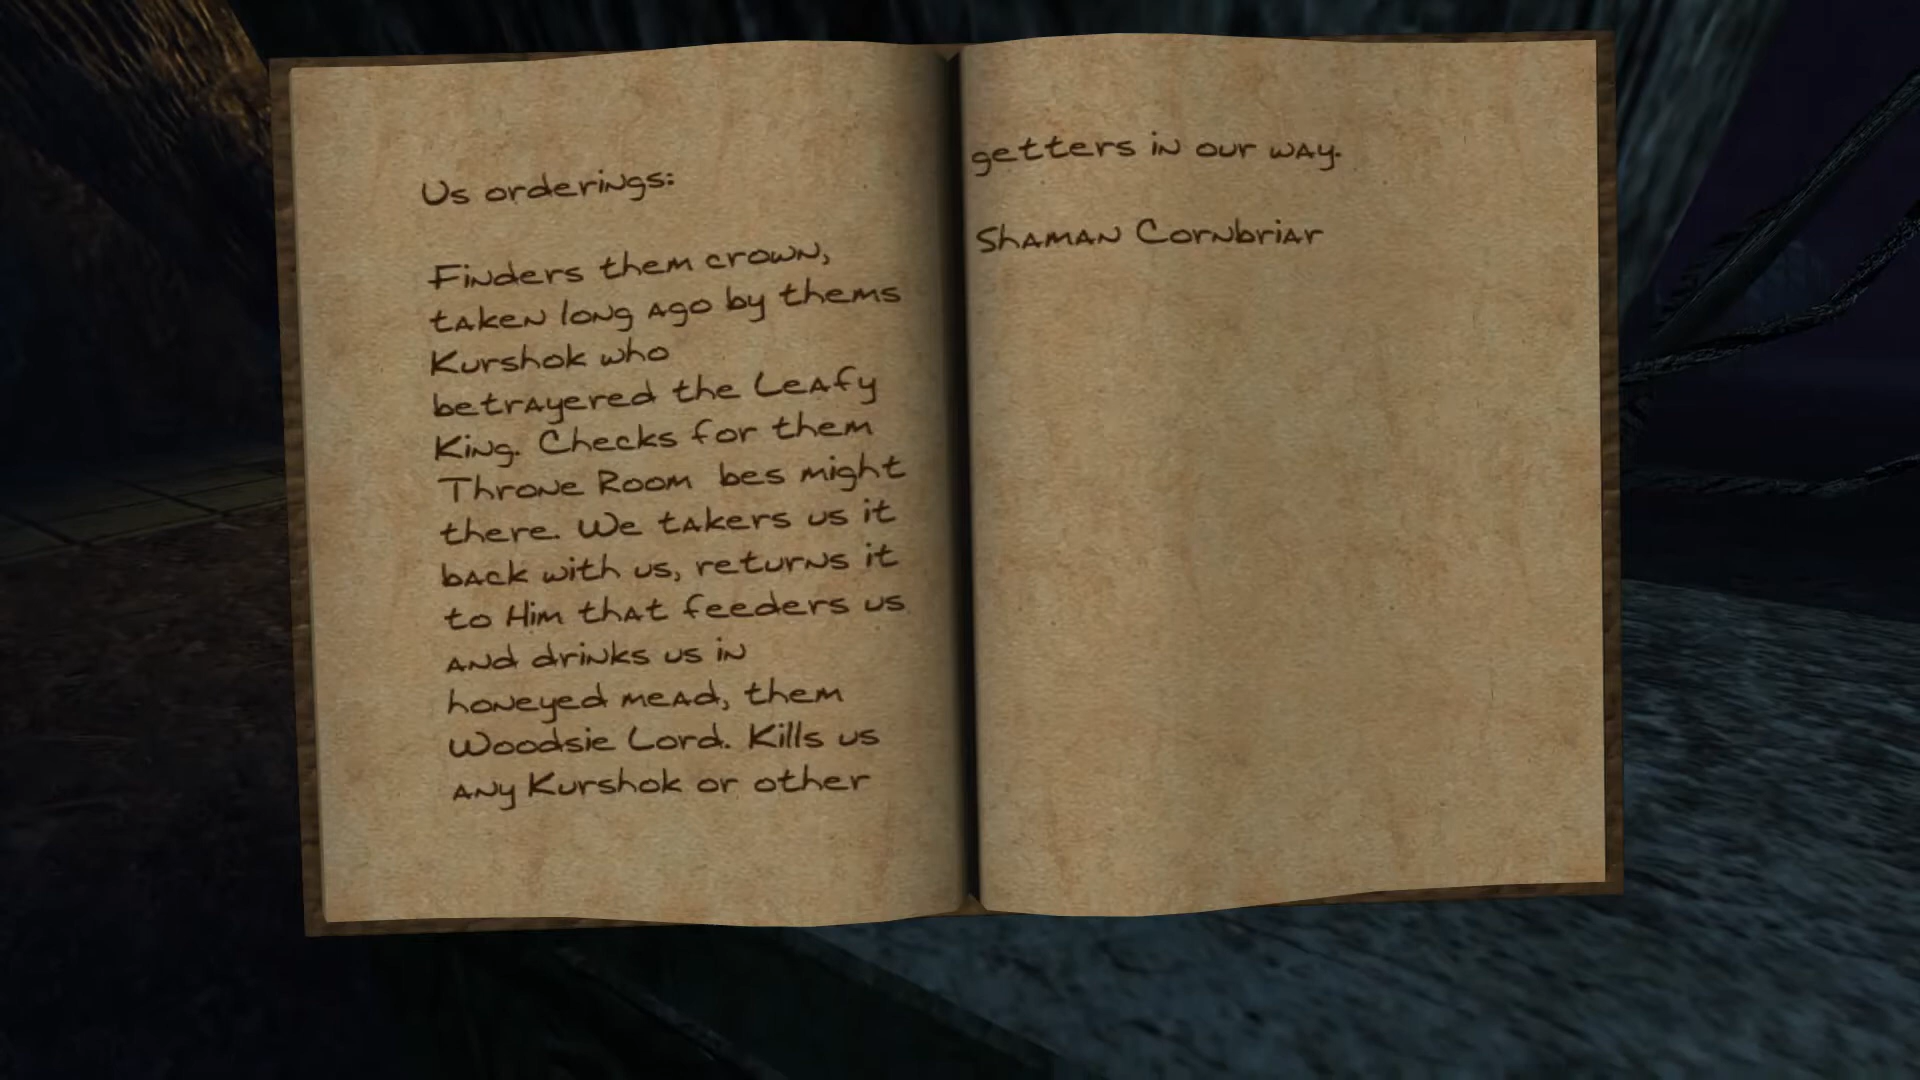 Us orderings:
Finders them crown,
taken long ago by thems
Kurshok who
betrayered the Leafy
King. Checks for them
Throne Room bes might
there. We takers us it
back with us, returns it
to Him that feeders us
and drinks us in
honeyed mead, them
Woodsie Lord. Kills us
any Kurshok or other
getters in our way.
Shaman Cornbriar